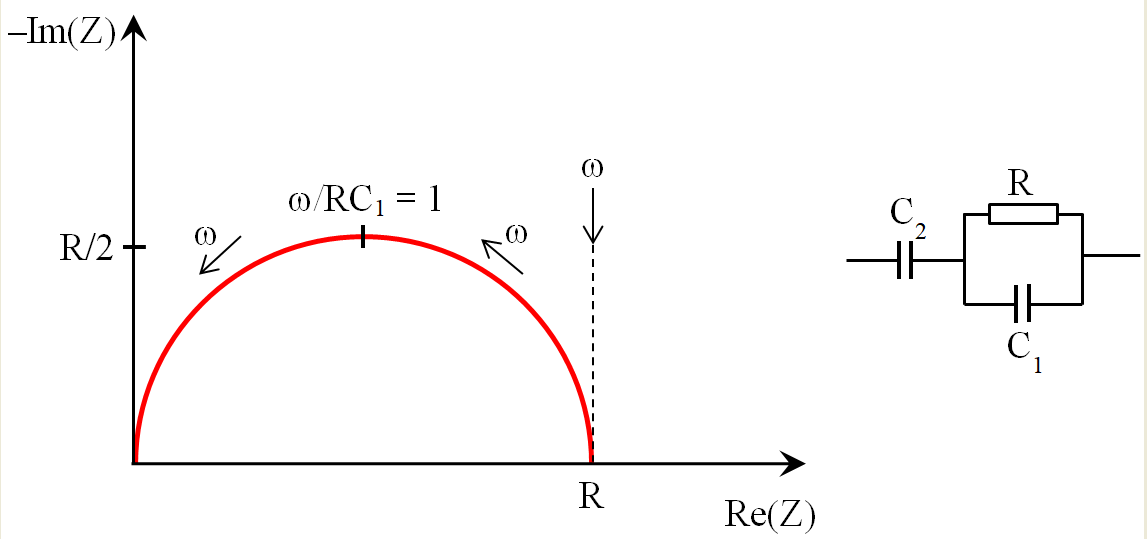 –Im(Z)
ω
ω/RC₁ = 1
ω
ω
R/2
R
Re(Z)
R
C₂
C₁